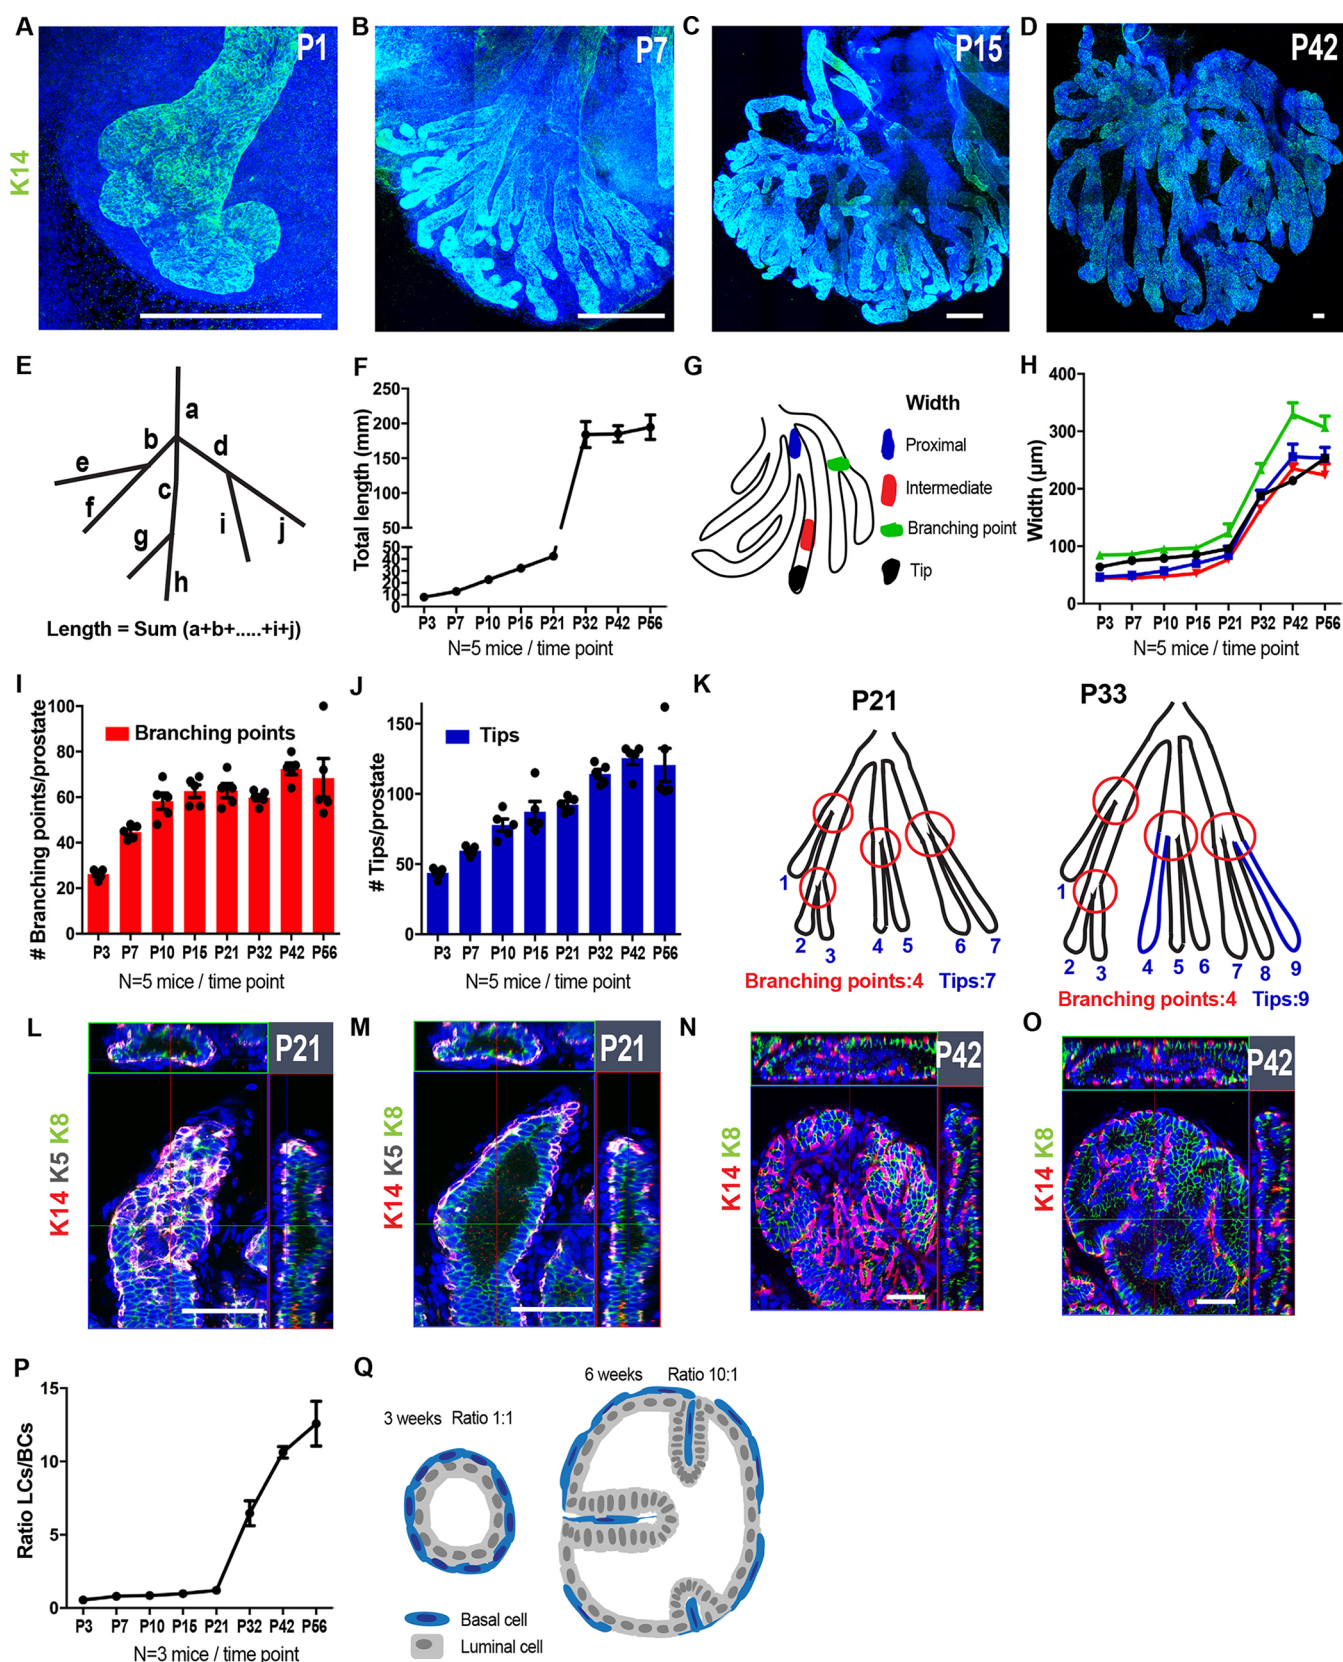 A
P1
B
P7
C
P15
D
P42
K14
E
a
b
d
e
c
f
g
i
j
h
Length = Sum (a+b+.....+i+j)
F
Total length (mm)
250
200
150
100
50
50
40
30
20
10
0
P3 P7 P10 P15 P21 P32 P42 P56
N=5 mice / time point
G
Width
Proximal
Intermediate
Branching point
Tip
H
Width (µm)
400
300
200
100
0
P3 P7 P10 P15 P21 P32 P42 P56
N=5 mice / time point
I
# Branching points/prostate
100
80
60
40
20
0
Branching points
P3 P7 P10 P15 P21 P32 P42 P56
N=5 mice / time point
J
# Tips/prostate
150
100
50
0
Tips
P3 P7 P10 P15 P21 P32 P42 P56
N=5 mice / time point
K
P21
1
2
3
4
5
6
7
Branching points:4 Tips:7
P33
1
2
3
4
5
6
7
8
9
Branching points:4 Tips:9
L
P21
K14 K5 K8
M
P21
K14 K5 K8
N
P42
K14 K8
O
P42
K14 K8
P
Ratio LCs/BCs
15
10
5
0
P3 P7 P10 P15 P21 P32 P42 P56
N=3 mice / time point
Q
3 weeks Ratio 1:1
6 weeks Ratio 10:1
Basal cell
Luminal cell